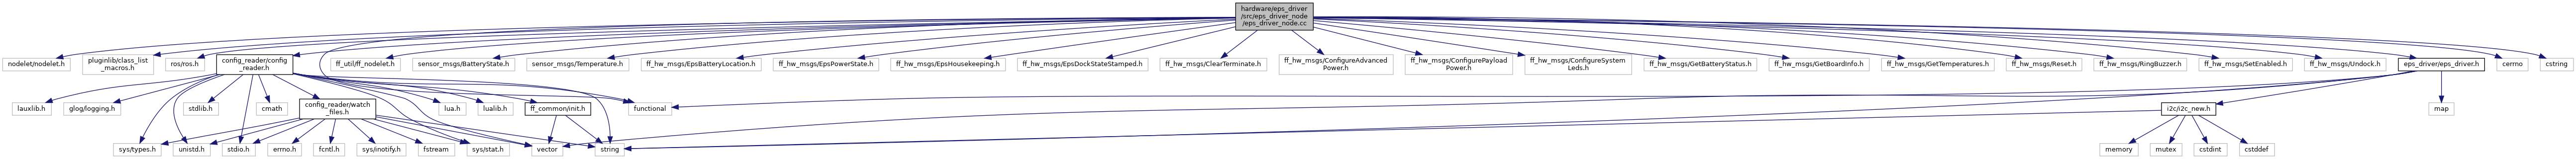 hardware/eps_driver
/src/eps_driver_node
/eps_driver_node.cc
nodelet/nodelet.h
pluginlib/class_list
_macros.h
ros/ros.h
config_reader/config
_reader.h
ff_util/ff_nodelet.h
sensor_msgs/BatteryState.h
sensor_msgs/Temperature.h
ff_hw_msgs/EpsBatteryLocation.h
ff_hw_msgs/EpsPowerState.h
ff_hw_msgs/EpsHousekeeping.h
ff_hw_msgs/EpsDockStateStamped.h
ff_hw_msgs/ClearTerminate.h
ff_hw_msgs/ConfigureAdvanced
Power.h
ff_hw_msgs/ConfigurePayload
Power.h
ff_hw_msgs/ConfigureSystem
Leds.h
ff_hw_msgs/GetBatteryStatus.h
ff_hw_msgs/GetBoardInfo.h
ff_hw_msgs/GetTemperatures.h
ff_hw_msgs/Reset.h
ff_hw_msgs/RingBuzzer.h
ff_hw_msgs/SetEnabled.h
ff_hw_msgs/Undock.h
eps_driver/eps_driver.h
cerrno
cstring
lauxlib.h
glog/logging.h
stdlib.h
cmath
config_reader/watch
_files.h
lua.h
lualib.h
ff_common/init.h
functional
i2c/i2c_new.h
map
sys/types.h
unistd.h
stdio.h
errno.h
fcntl.h
sys/inotify.h
fstream
sys/stat.h
vector
string
memory
mutex
cstdint
cstddef